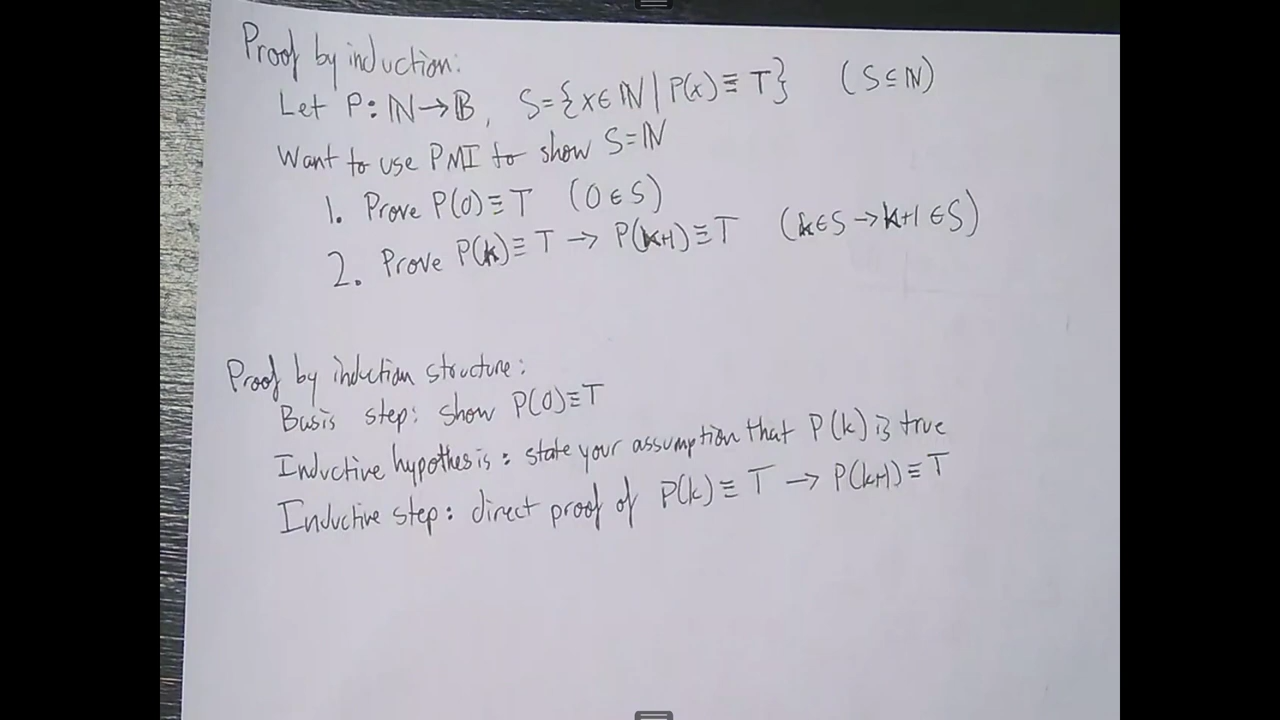 Proof by induction:
Let P: ℕ→𝔹, S={x∈ℕ | P(x)≡T} (S⊆ℕ)
Want to use PMI to show S=ℕ
1. Prove P(0)≡T (0∈S)
2. Prove P(k)≡T → P(k+1)≡T (k∈S→k+1∈S)
Proof by induction structure:
Basis step: show P(0)≡T
Inductive hypothesis: state your assumption that P(k) is true
Inductive step: direct proof of P(k)≡T → P(k+1)≡T